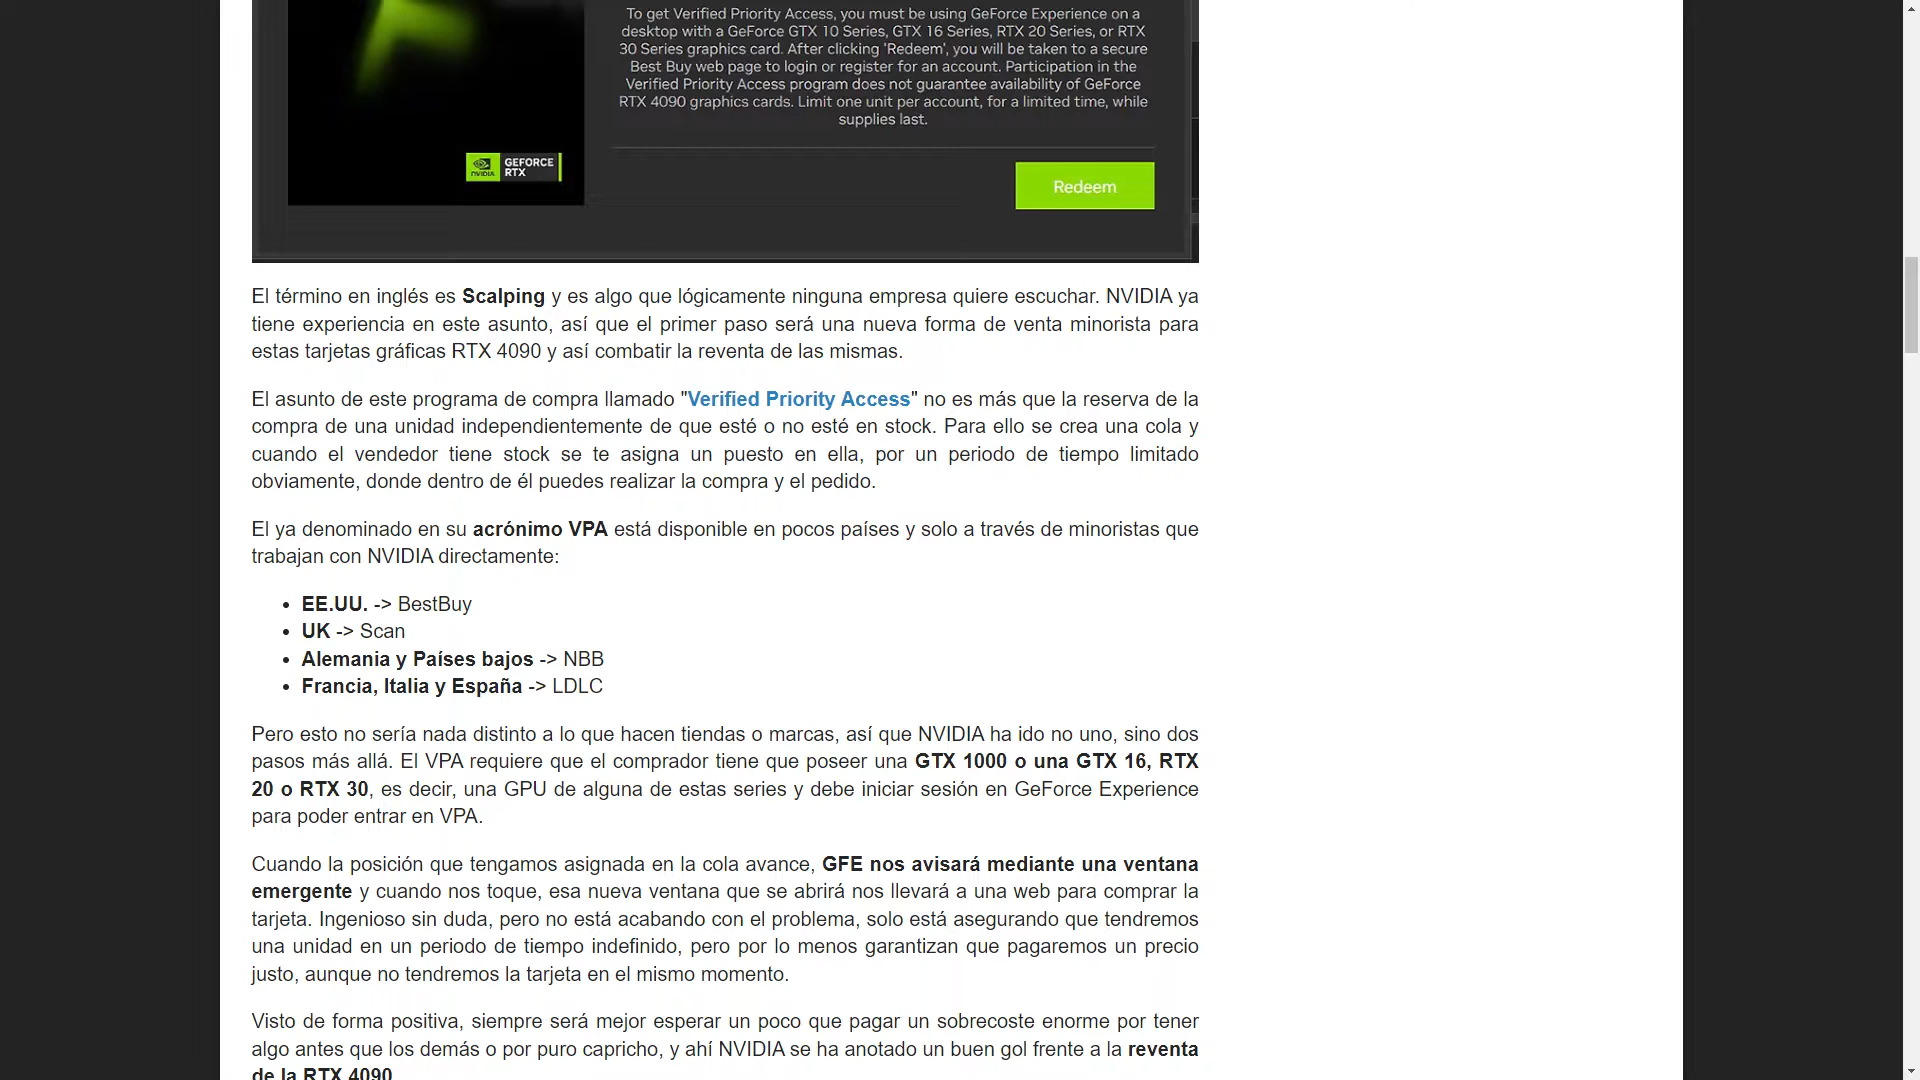 To get Verified Priority Access, you must be using GeForce Experience on a
desktop with a GeForce GTX 10 Series, GTX 16 Series, RTX 20 Series, or RTX
30 Series graphics card. After clicking 'Redeem', you will be taken to a secure
Best Buy web page to login or register for an account. Participation in the
Verified Priority Access program does not guarantee availability of GeForce
RTX 4090 graphics cards. Limit one unit per account, for a limited time, while
supplies last.
NVIDIA
GEFORCE
RTX
Redeem
El término en inglés es Scalping y es algo que lógicamente ninguna empresa quiere escuchar. NVIDIA ya
tiene experiencia en este asunto, así que el primer paso será una nueva forma de venta minorista para
estas tarjetas gráficas RTX 4090 y así combatir la reventa de las mismas.
El asunto de este programa de compra llamado "Verified Priority Access" no es más que la reserva de la
compra de una unidad independientemente de que esté o no esté en stock. Para ello se crea una cola y
cuando el vendedor tiene stock se te asigna un puesto en ella, por un periodo de tiempo limitado
obviamente, donde dentro de él puedes realizar la compra y el pedido.
El ya denominado en su acrónimo VPA está disponible en pocos países y solo a través de minoristas que
trabajan con NVIDIA directamente:
• EE.UU. -> BestBuy
• UK -> Scan
• Alemania y Países bajos -> NBB
• Francia, Italia y España -> LDLC
Pero esto no sería nada distinto a lo que hacen tiendas o marcas, así que NVIDIA ha ido no uno, sino dos
pasos más allá. El VPA requiere que el comprador tiene que poseer una GTX 1000 o una GTX 16, RTX
20 o RTX 30, es decir, una GPU de alguna de estas series y debe iniciar sesión en GeForce Experience
para poder entrar en VPA.
Cuando la posición que tengamos asignada en la cola avance, GFE nos avisará mediante una ventana
emergente y cuando nos toque, esa nueva ventana que se abrirá nos llevará a una web para comprar la
tarjeta. Ingenioso sin duda, pero no está acabando con el problema, solo está asegurando que tendremos
una unidad en un periodo de tiempo indefinido, pero por lo menos garantizan que pagaremos un precio
justo, aunque no tendremos la tarjeta en el mismo momento.
Visto de forma positiva, siempre será mejor esperar un poco que pagar un sobrecoste enorme por tener
algo antes que los demás o por puro capricho, y ahí NVIDIA se ha anotado un buen gol frente a la reventa
de la RTX 4090